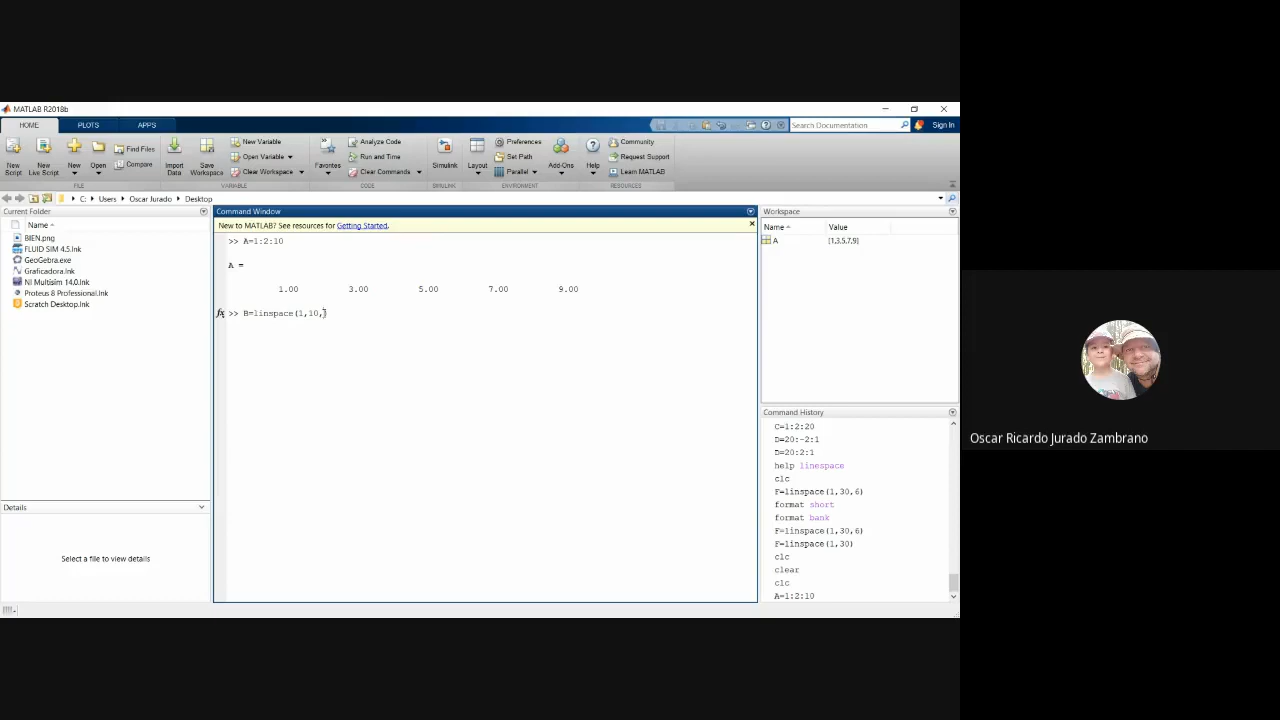 MATLAB R2018b
HOME PLOTS APPS
Search Documentation
Sign In
New Script
New Live Script
New
Open
Find Files
Compare
Import Data
Save Workspace
New Variable
Open Variable
Clear Workspace
Favorites
Analyze Code
Run and Time
Clear Commands
Simulink
Layout
Preferences
Set Path
Parallel
Add-Ons
Help
Community
Request Support
Learn MATLAB
FILE VARIABLE CODE SIMULINK ENVIRONMENT RESOURCES
C: Users Oscar Jurado Desktop
Current Folder
Name
BIEN.png
FLUID SIM 4.5.lnk
GeoGebra.exe
Graficadora.lnk
NI Multisim 14.0.lnk
Proteus 8 Professional.lnk
Scratch Desktop.lnk
Details
Select a file to view details
Command Window
New to MATLAB? See resources for Getting Started.
>> A=1:2:10
A =
1.00 3.00 5.00 7.00 9.00
fx >> B=linspace(1,10,)
Workspace
Name Value
A [1,3,5,7,9]
Command History
C=1:2:20
D=20:-2:1
D=20:2:1
help linespace
clc
F=linspace(1,30,6)
format short
format bank
F=linspace(1,30,6)
F=linspace(1,30)
clc
clear
clc
A=1:2:10
Oscar Ricardo Jurado Zambrano